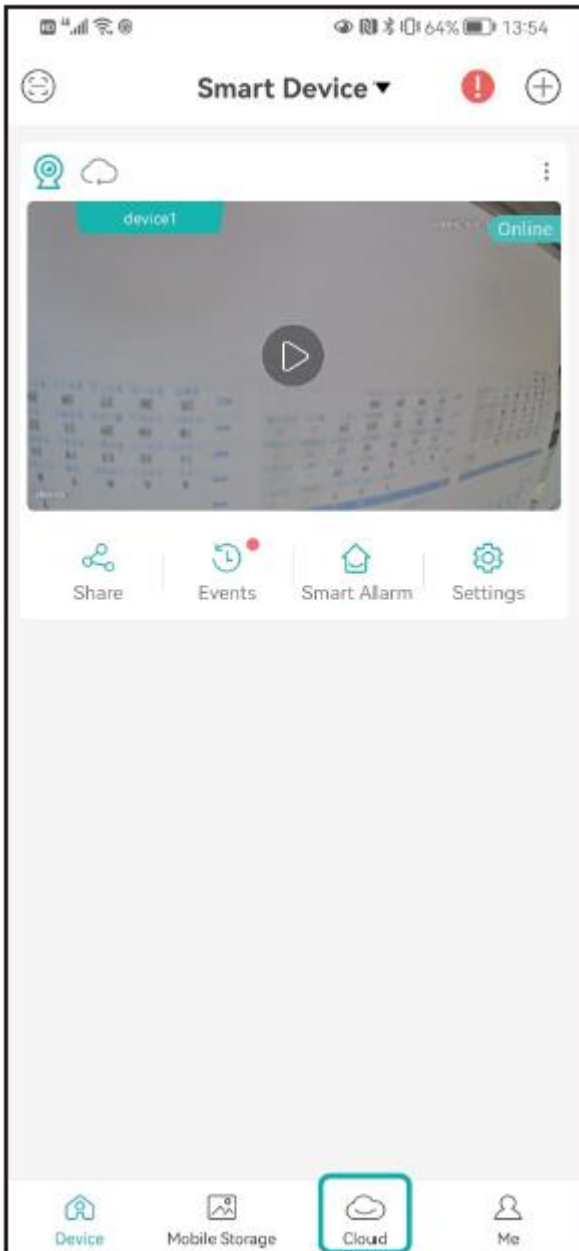 64% 13:54
Smart Device
device1
Online
Share Events Smart Allarm Settings
Device Mobile Storage Cloud Me